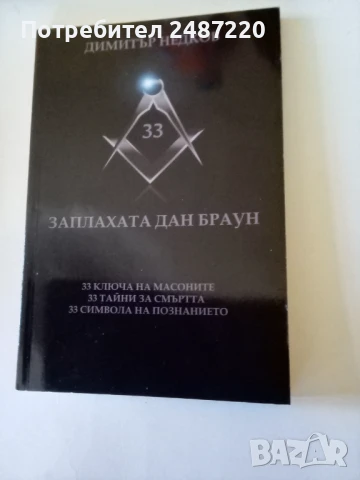 Потребител 2487220
ДИМИТЪР НЕДКОВ
33
ЗАПЛАХАТА ДАН БРАУН
33 КЛЮЧА НА МАСОНИТЕ
33 ТАЙНИ ЗА СМЪРТТА
33 СИМВОЛА НА ПОЗНАНИЕТО
BAZAR